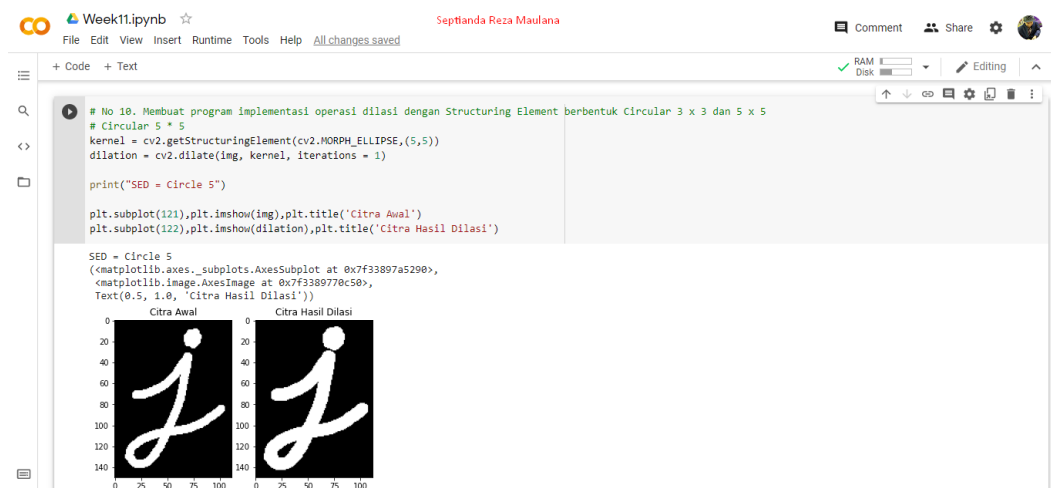 Week11.ipynb
Septianda Reza Maulana
Comment
Share
File Edit View Insert Runtime Tools Help All changes saved
+ Code + Text
RAM
Disk
Editing
# No 10. Membuat program implementasi operasi dilasi dengan Structuring Element berbentuk Circular 3 x 3 dan 5 x 5
# Circular 5 * 5
kernel = cv2.getStructuringElement(cv2.MORPH_ELLIPSE,(5,5))
dilation = cv2.dilate(img, kernel, iterations = 1)
print("SED = Circle 5")
plt.subplot(121),plt.imshow(img),plt.title('Citra Awal')
plt.subplot(122),plt.imshow(dilation),plt.title('Citra Hasil Dilasi')
SED = Circle 5
(<matplotlib.axes._subplots.AxesSubplot at 0x7f33897a5290>,
<matplotlib.image.AxesImage at 0x7f3389770c50>,
Text(0.5, 1.0, 'Citra Hasil Dilasi'))
Citra Awal
Citra Hasil Dilasi
0 0
20 20
40 40
60 60
80 80
100 100
120 120
140 140
0 25 50 75 100 0 25 50 75 100